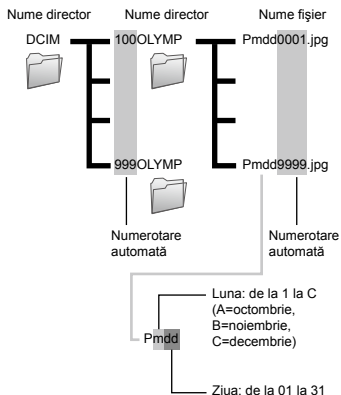 Nume director Nume director Nume fișier
DCIM 100OLYMP Pmdd0001.jpg
999OLYMP Pmdd9999.jpg
Numerotare
automată
Numerotare
automată
Luna: de la 1 la C
(A=octombrie,
B=noiembrie,
C=decembrie)
Pmdd
Ziua: de la 01 la 31